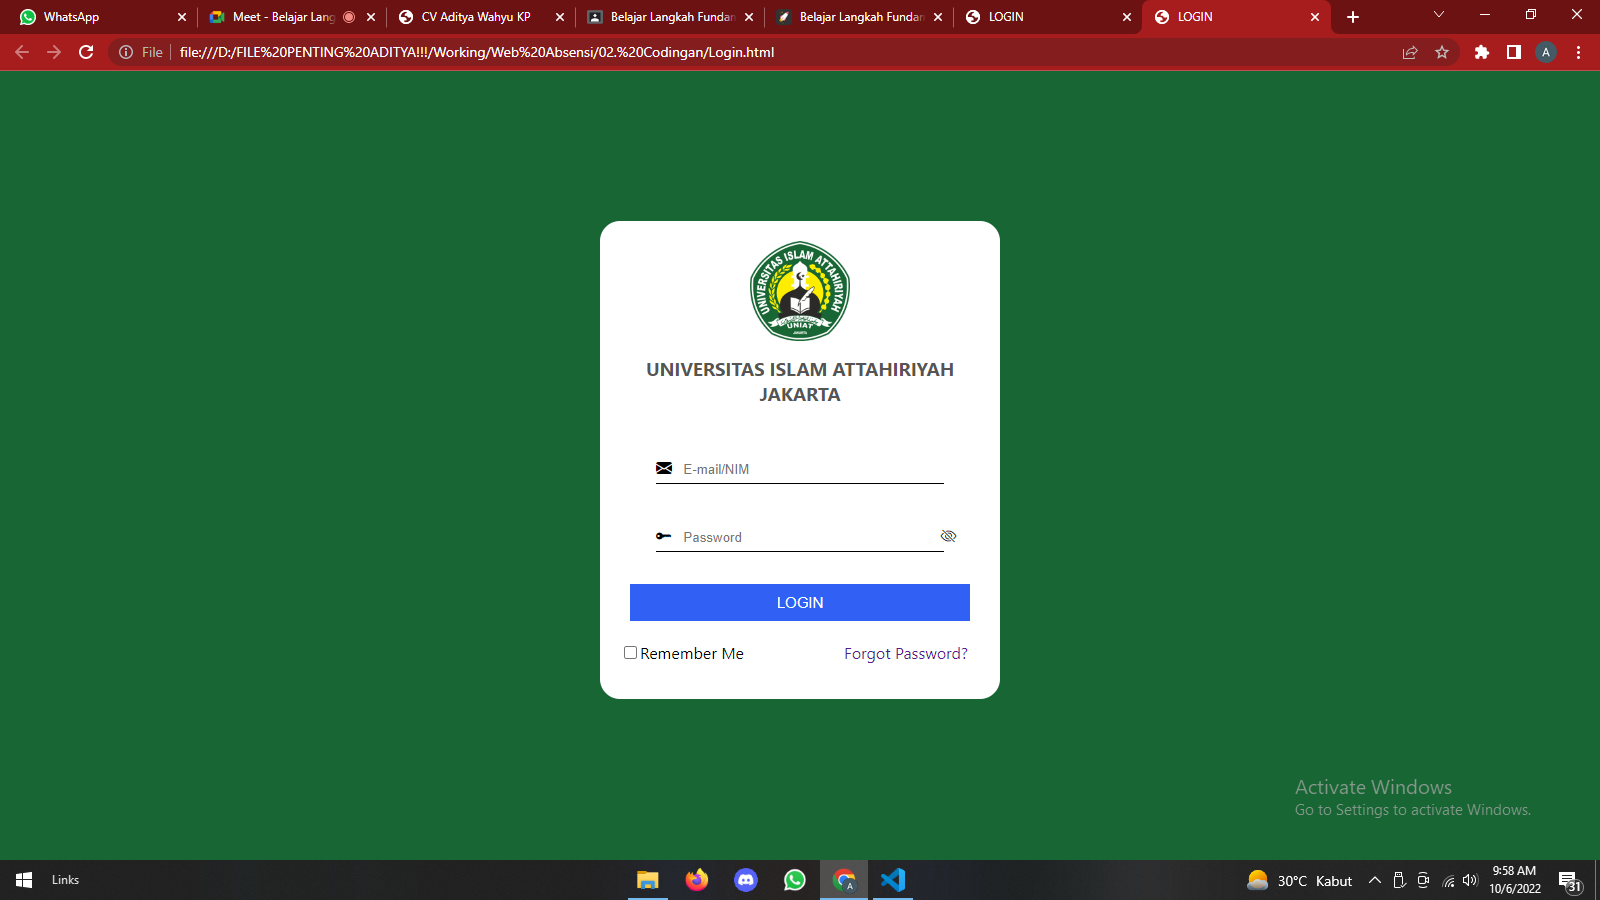 WhatsApp
Meet - Belajar Lang
CV Aditya Wahyu KP
Belajar Langkah Fundan
Belajar Langkah Fundan
LOGIN
LOGIN
File
file:///D:/FILE%20PENTING%20ADITYA!!!/Working/Web%20Absensi/02.%20Codingan/Login.html
A
UNIVERSITAS ISLAM ATTAHIRIYAH
UNIAT
JAKARTA
UNIVERSITAS ISLAM ATTAHIRIYAH
JAKARTA
E-mail/NIM
Password
LOGIN
Remember Me
Forgot Password?
Activate Windows
Go to Settings to activate Windows.
Links
A
30°C Kabut
9:58 AM
10/6/2022
31